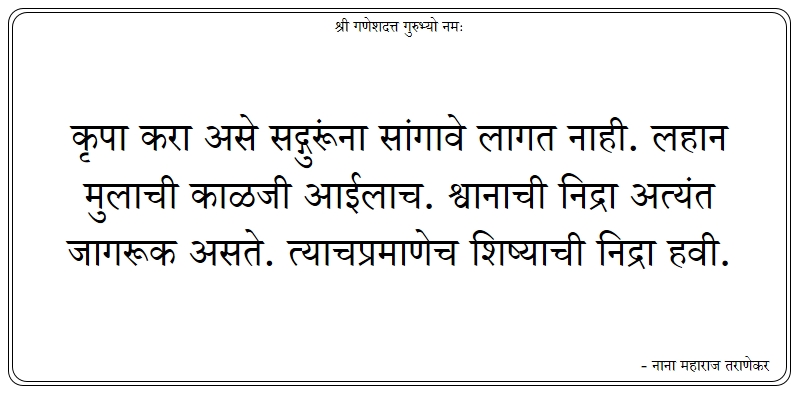 श्री गणेशदत्त गुरुभ्यो नमः
कृपा करा असे सद्गुरूंना सांगावे लागत नाही. लहान
मुलाची काळजी आईलाच. श्वानाची निद्रा अत्यंत
जागरूक असते. त्याचप्रमाणेच शिष्याची निद्रा हवी.
- नाना महाराज तराणेकर